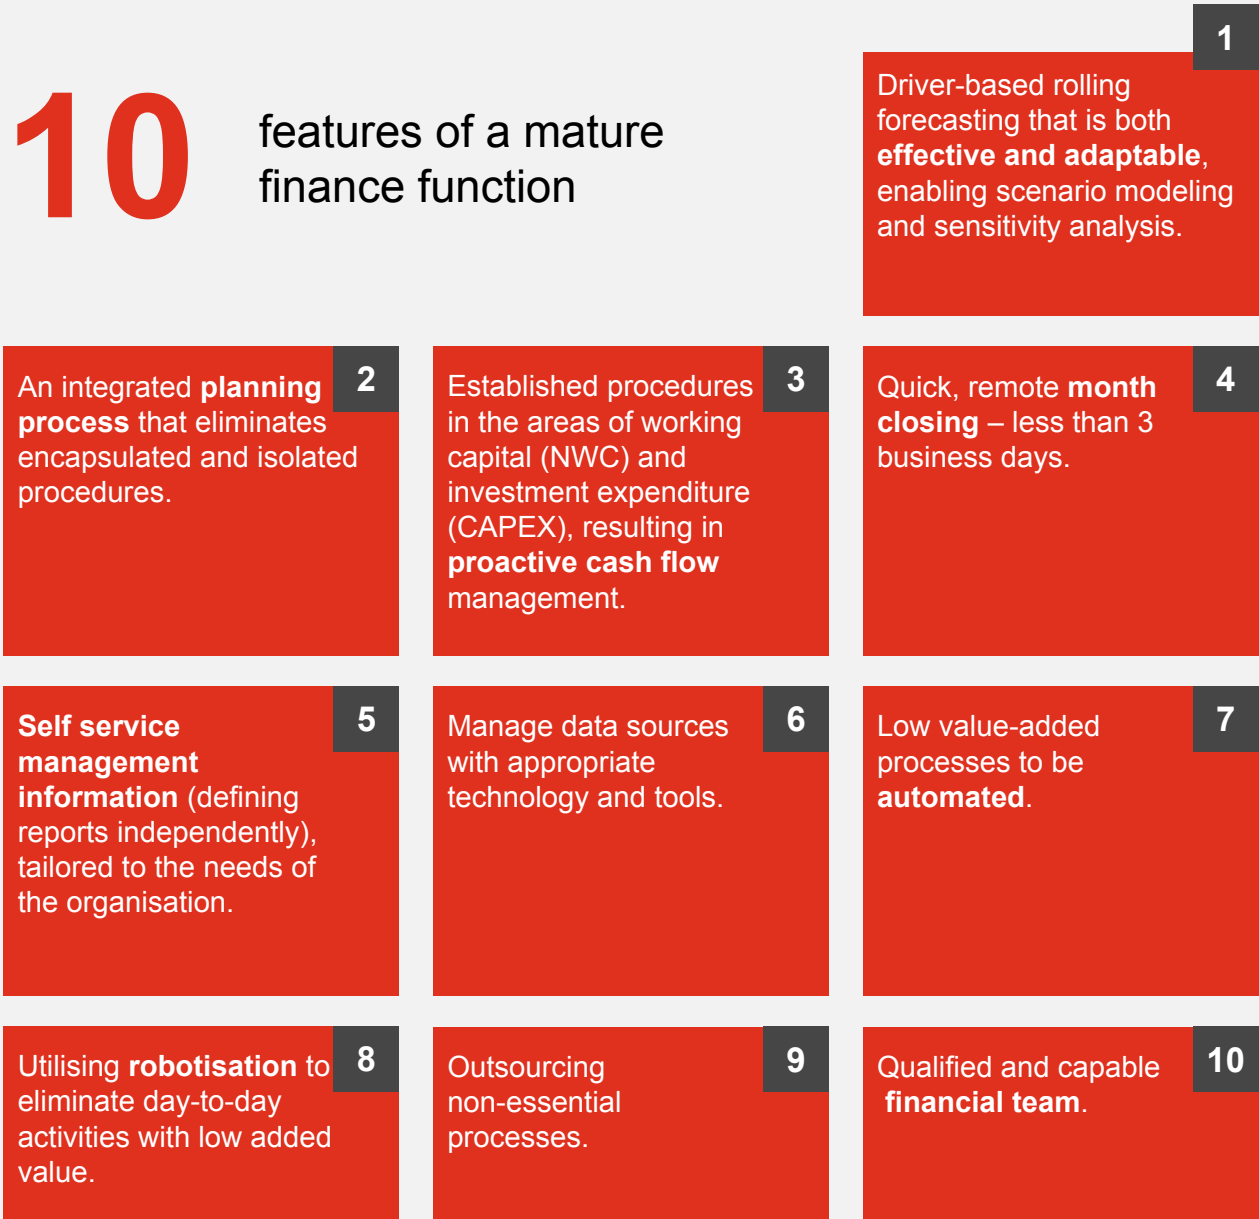 10
features of a mature
finance function
1
Driver-based rolling
forecasting that is both
effective and adaptable,
enabling scenario modeling
and sensitivity analysis.
2
An integrated planning
process that eliminates
encapsulated and isolated
procedures.
3
Established procedures
in the areas of working
capital (NWC) and
investment expenditure
(CAPEX), resulting in
proactive cash flow
management.
4
Quick, remote month
closing – less than 3
business days.
5
Self service
management
information (defining
reports independently),
tailored to the needs of
the organisation.
6
Manage data sources
with appropriate
technology and tools.
7
Low value-added
processes to be
automated.
8
Utilising robotisation to
eliminate day-to-day
activities with low added
value.
9
Outsourcing
non-essential
processes.
10
Qualified and capable
financial team.